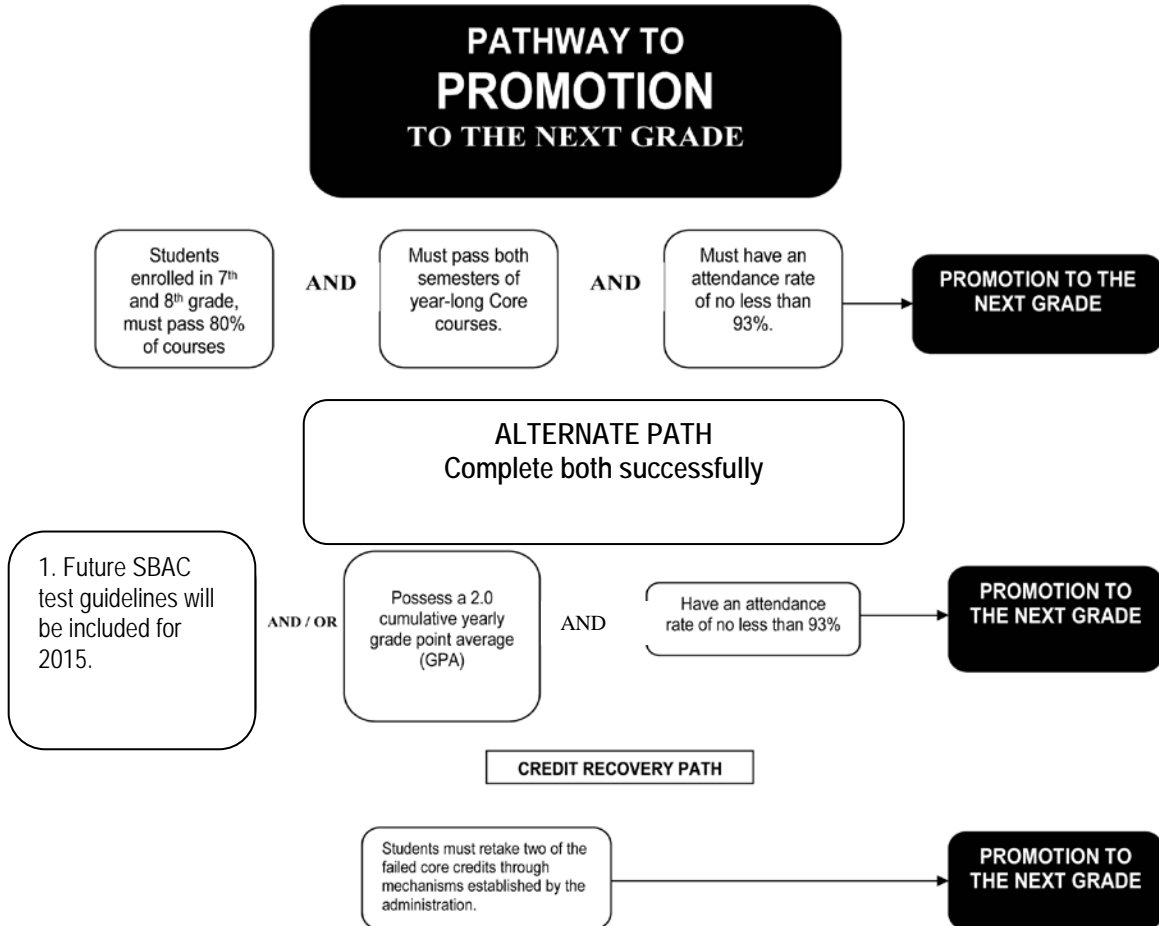 PATHWAY TO
PROMOTION
TO THE NEXT GRADE
Students
enrolled in 7th
and 8th grade,
must pass 80%
of courses
AND
Must pass both
semesters of
year-long Core
courses.
AND
Must have an
attendance rate
of no less than
93%.
PROMOTION TO THE
NEXT GRADE
ALTERNATE PATH
Complete both successfully
1. Future SBAC
test guidelines will
be included for
2015.
AND / OR
Possess a 2.0
cumulative yearly
grade point average
(GPA)
AND
Have an attendance
rate of no less than 93%
PROMOTION TO
THE NEXT GRADE
CREDIT RECOVERY PATH
Students must retake two of the
failed core credits through
mechanisms established by the
administration.
PROMOTION TO
THE NEXT GRADE